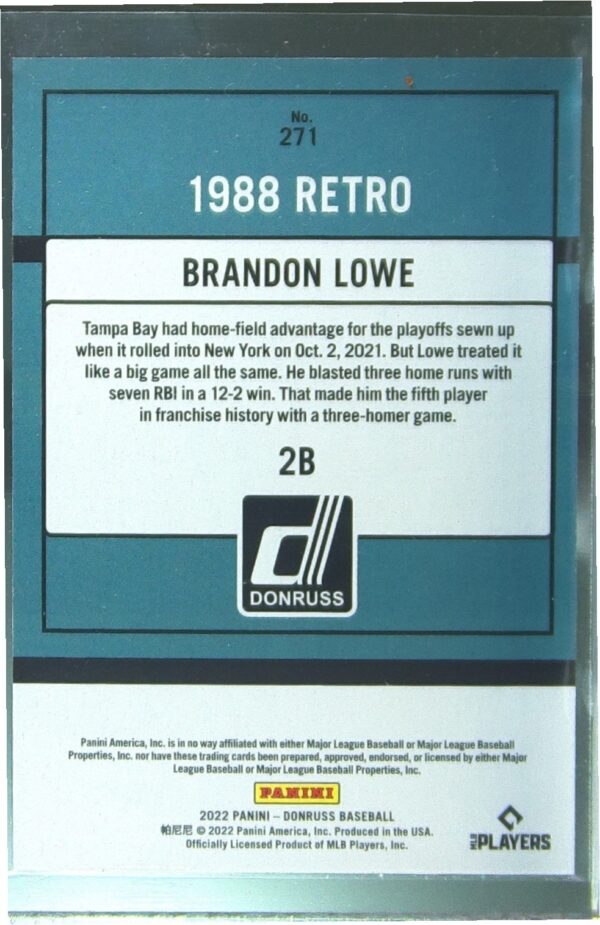 No.
271
1988 RETRO
BRANDON LOWE
Tampa Bay had home-field advantage for the playoffs sewn up
when it rolled into New York on Oct. 2, 2021. But Lowe treated it
like a big game all the same. He blasted three home runs with
seven RBI in a 12-2 win. That made him the fifth player
in franchise history with a three-homer game.
2B
d
DONRUSS
Panini America, Inc. is in no way affiliated with either Major League Baseball or Major League Baseball
Properties, Inc. nor have these trading cards been prepared, approved, endorsed, or licensed by either Major
League Baseball or Major League Baseball Properties, Inc.
PANINI
2022 PANINI – DONRUSS BASEBALL
帕尼尼 © 2022 Panini America, Inc. Produced in the USA.
Officially Licensed Product of MLB Players, Inc.
MLB PLAYERS